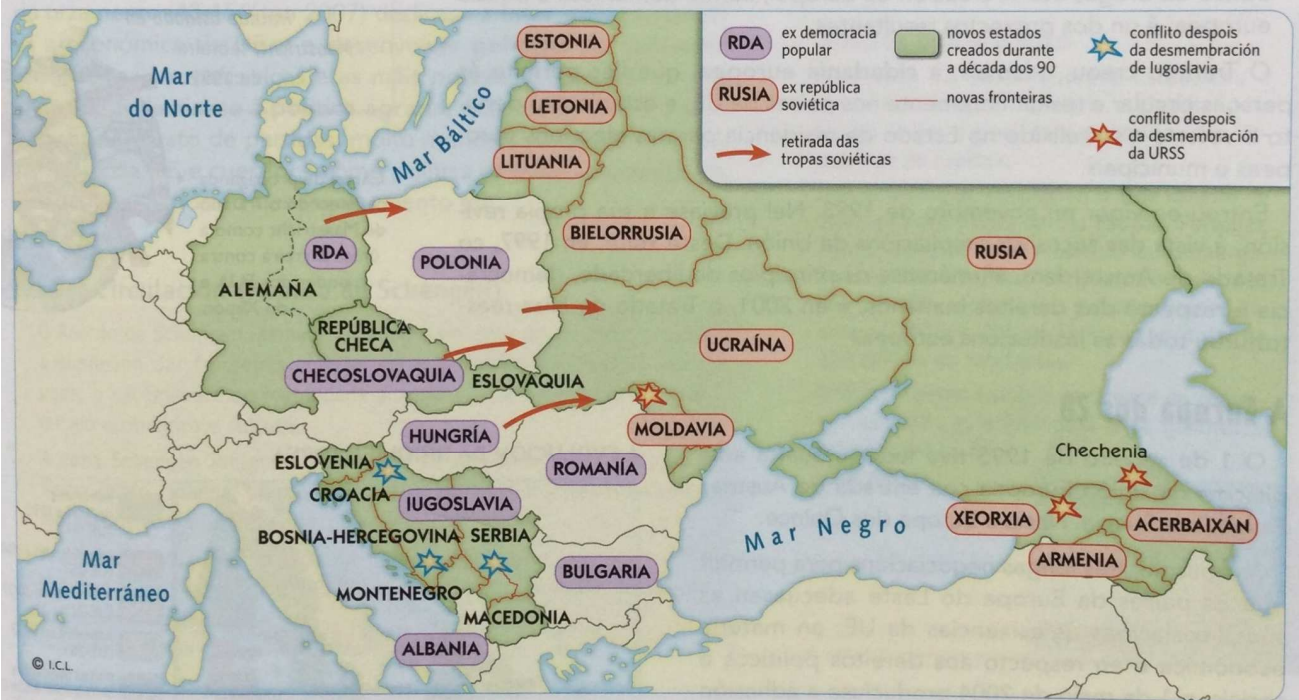 ESTONIA
LETONIA
LITUANIA
BIELORRUSIA
RUSIA
UCRAÍNA
MOLDAVIA
Mar
do Norte
Mar Báltico
RDA
ex democracia
popular
RUSIA
ex república
soviética
retirada das
tropas soviéticas
novos estados
creados durante
a década dos 90
novas fronteiras
conflito despois
da desmembración
de Iugoslavia
conflito despois
da desmembración
da URSS
RDA
POLONIA
ALEMAÑA
REPÚBLICA
CHECA
CHECOSLOVAQUIA
ESLOVAQUIA
HUNGRÍA
ROMANÍA
ESLOVENIA
CROACIA
IUGOSLAVIA
BOSNIA-HERCEGOVINA
SERBIA
MONTENEGRO
MACEDONIA
BULGARIA
ALBANIA
Mar
Mediterráneo
Mar Negro
Chechenia
XEORXIA
ACERBAIXÁN
ARMENIA
© I.C.L.